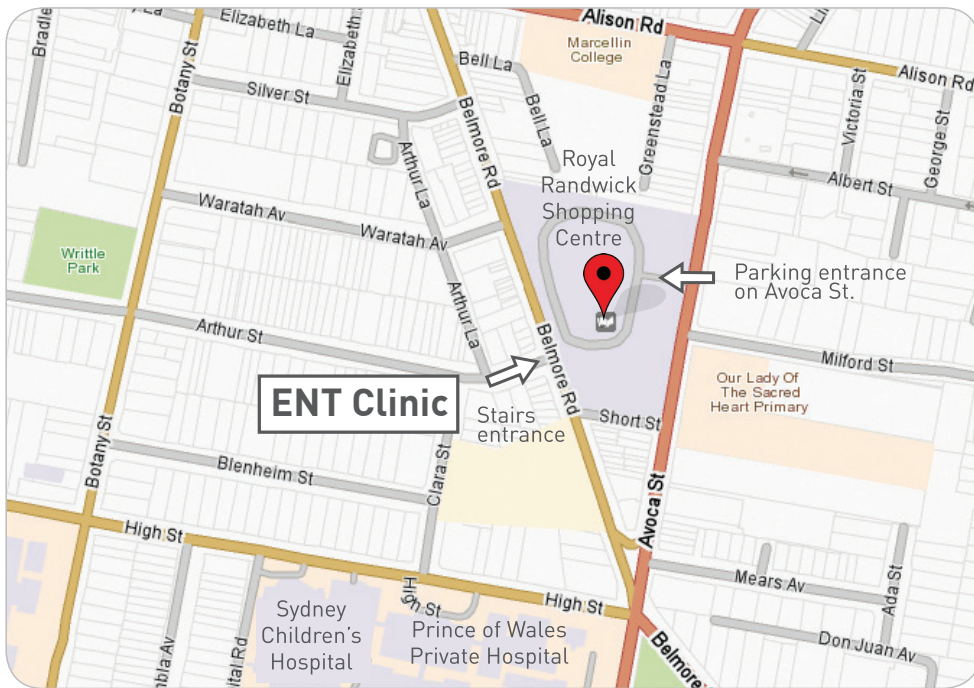 Bradle
Botany St
La
Elizabeth La
Elizabeth
Silver St
Bell La
Bell La
Belmore Rd
Alison Rd
Marcellin
College
Greenstead La
Alison Rd
Victoria St
George St
Albert St
Arthur La
Waratah Av
Waratah Av
Royal
Randwick
Shopping
Centre
Writtle
Park
Parking entrance
on Avoca St.
Arthur La
Arthur St
Belmore Rd
Milford St
ENT Clinic
Stairs
entrance
Short St
Our Lady Of
The Sacred
Heart Primary
Botany St
Blenheim St
Clara St
Avoca St
High St
High St
High St
Mears Av
Ada St
Don Juan Av
Belmore
Sydney
Children's
Hospital
Prince of Wales
Private Hospital
mbla Av
ital Rd